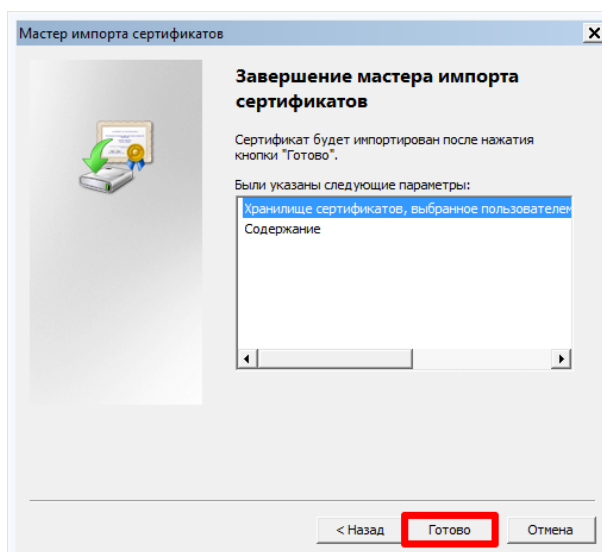 Мастер импорта сертификатов
Завершение мастера импорта
сертификатов
Сертификат будет импортирован после нажатия
кнопки "Готово".
Были указаны следующие параметры:
Хранилище сертификатов, выбранное пользователем
Содержание
< Назад
Готово
Отмена